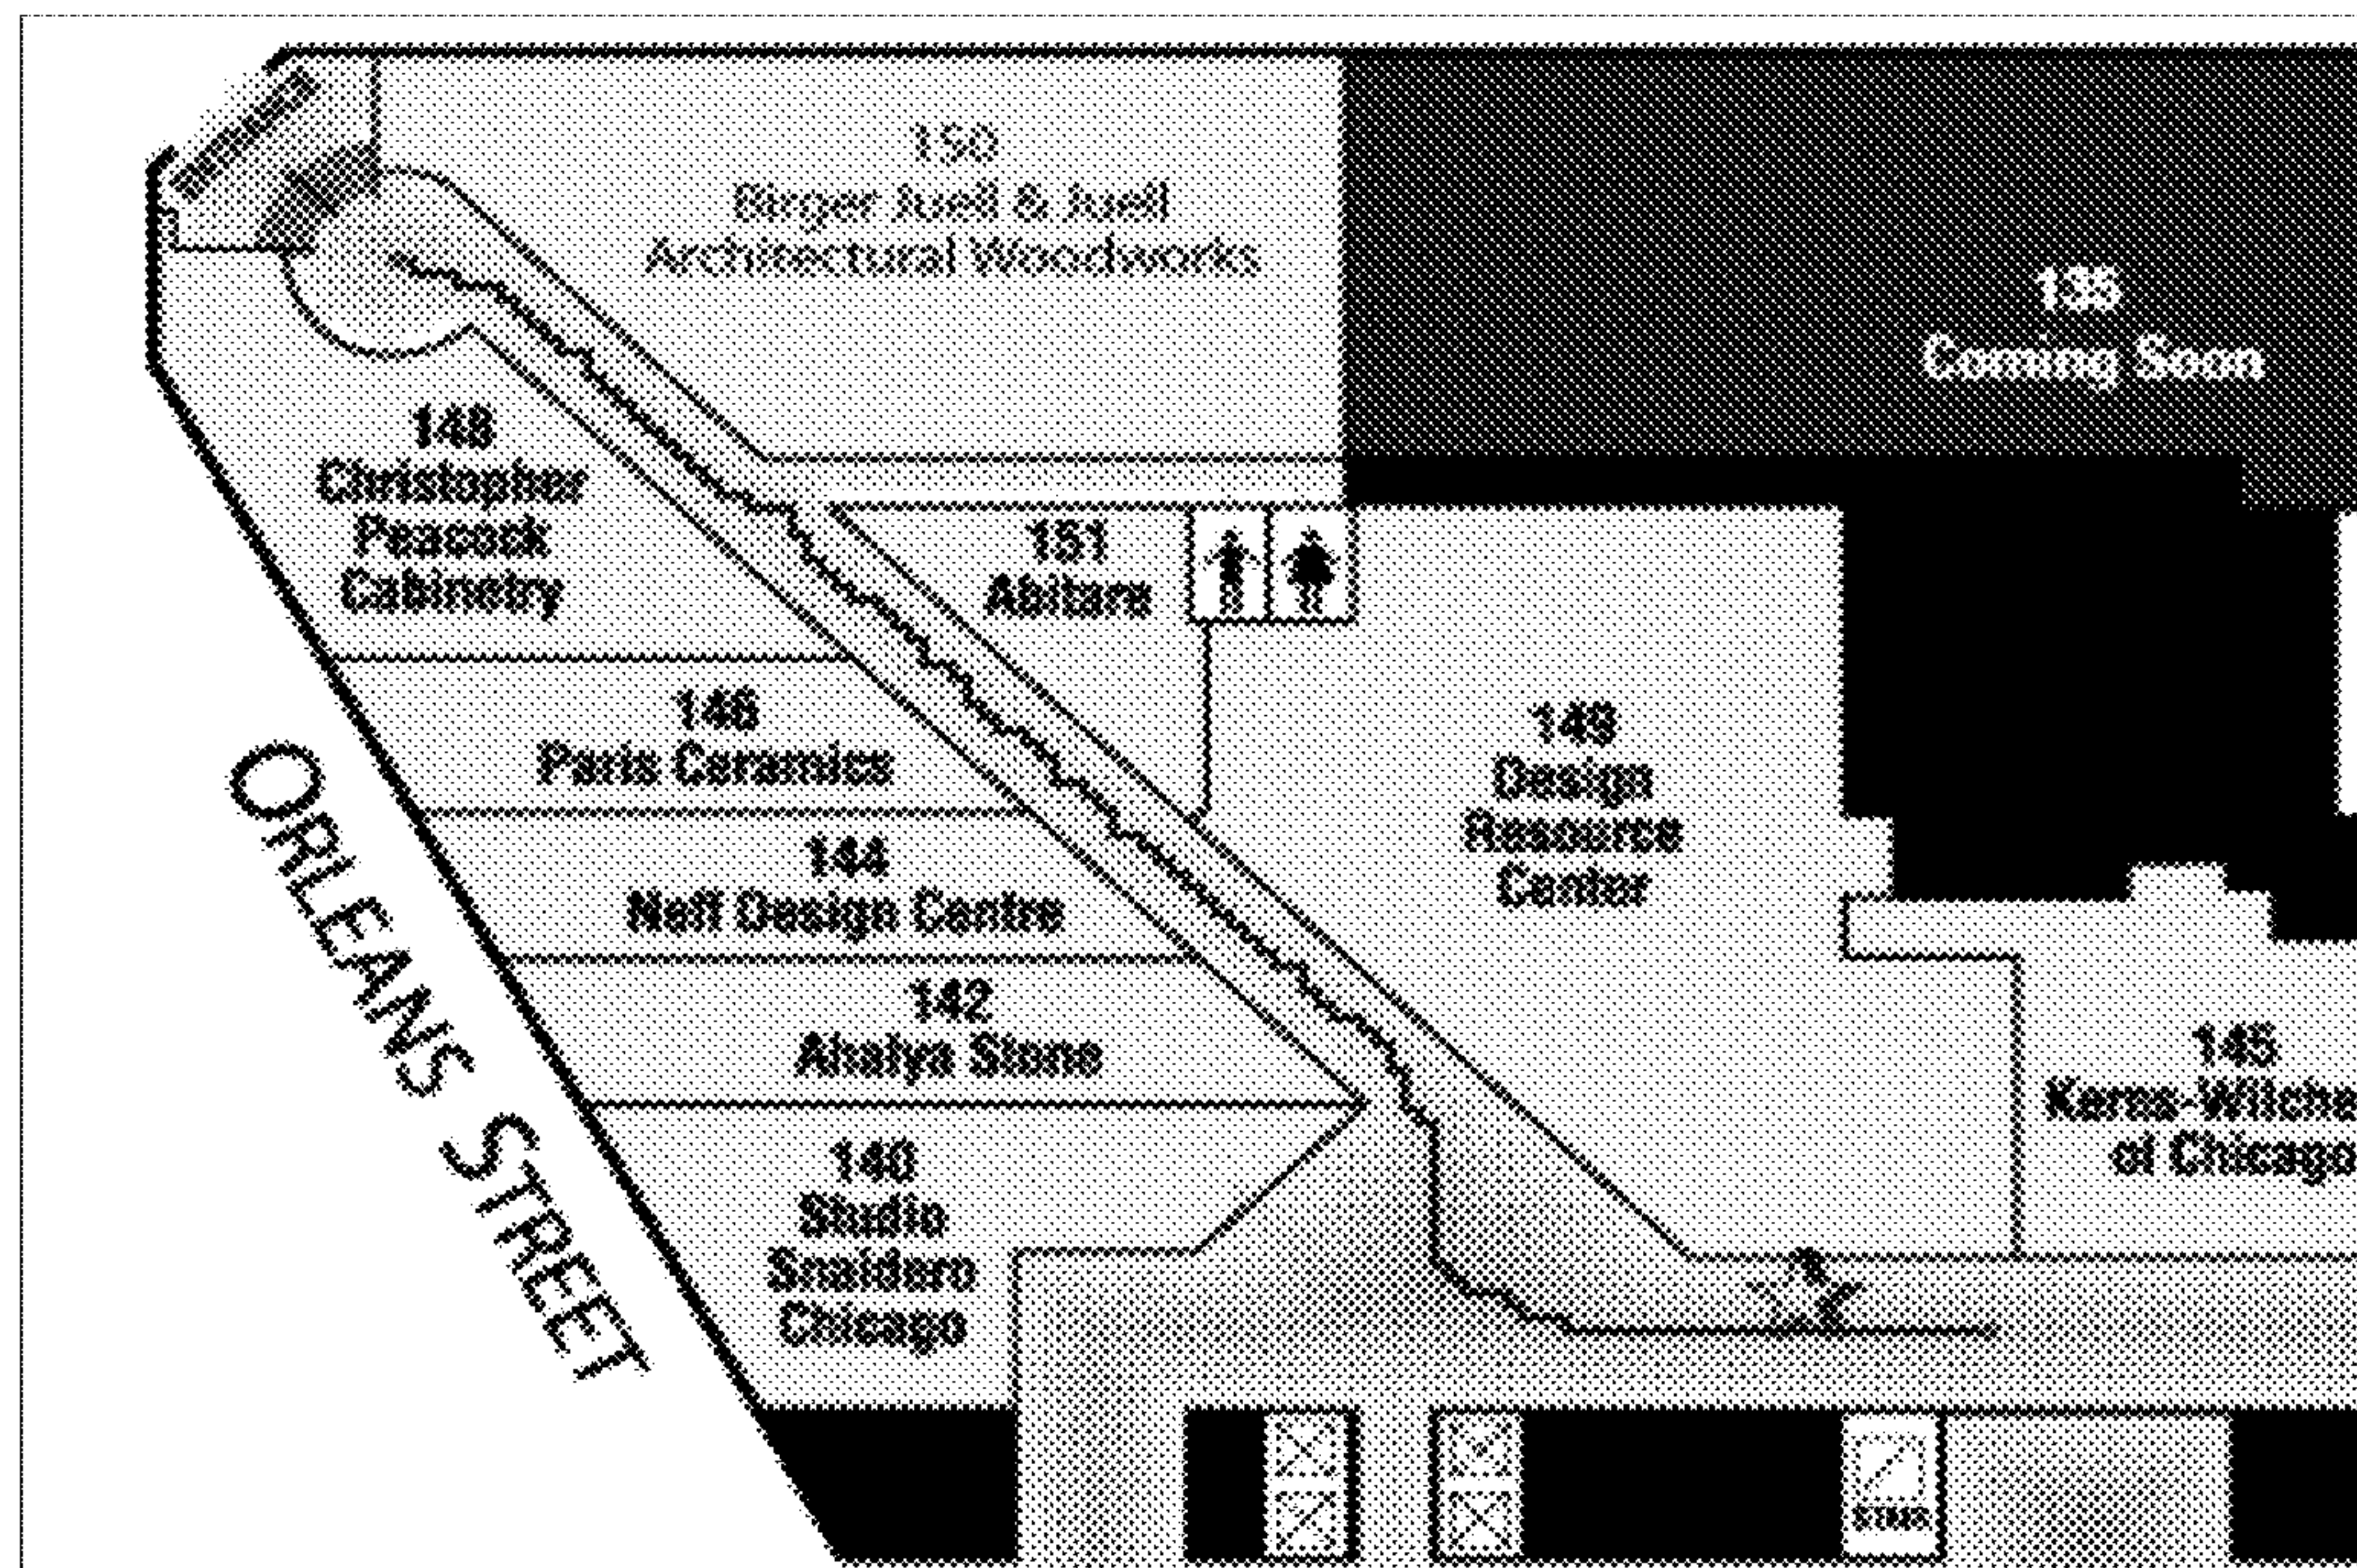 150
Birger Juell & Juell
Architectural Woodworks
135
Coming Soon
148
Christopher
Peacock
Cabinetry
151
Abitare
146
Paris Ceramics
149
Design
Resource
Center
144
Neff Design Centre
142
Ahalya Stone
145
Kerns-Wilche
of Chicago
140
Studio
Snaidero
Chicago
ORLEANS STREET
STAIR